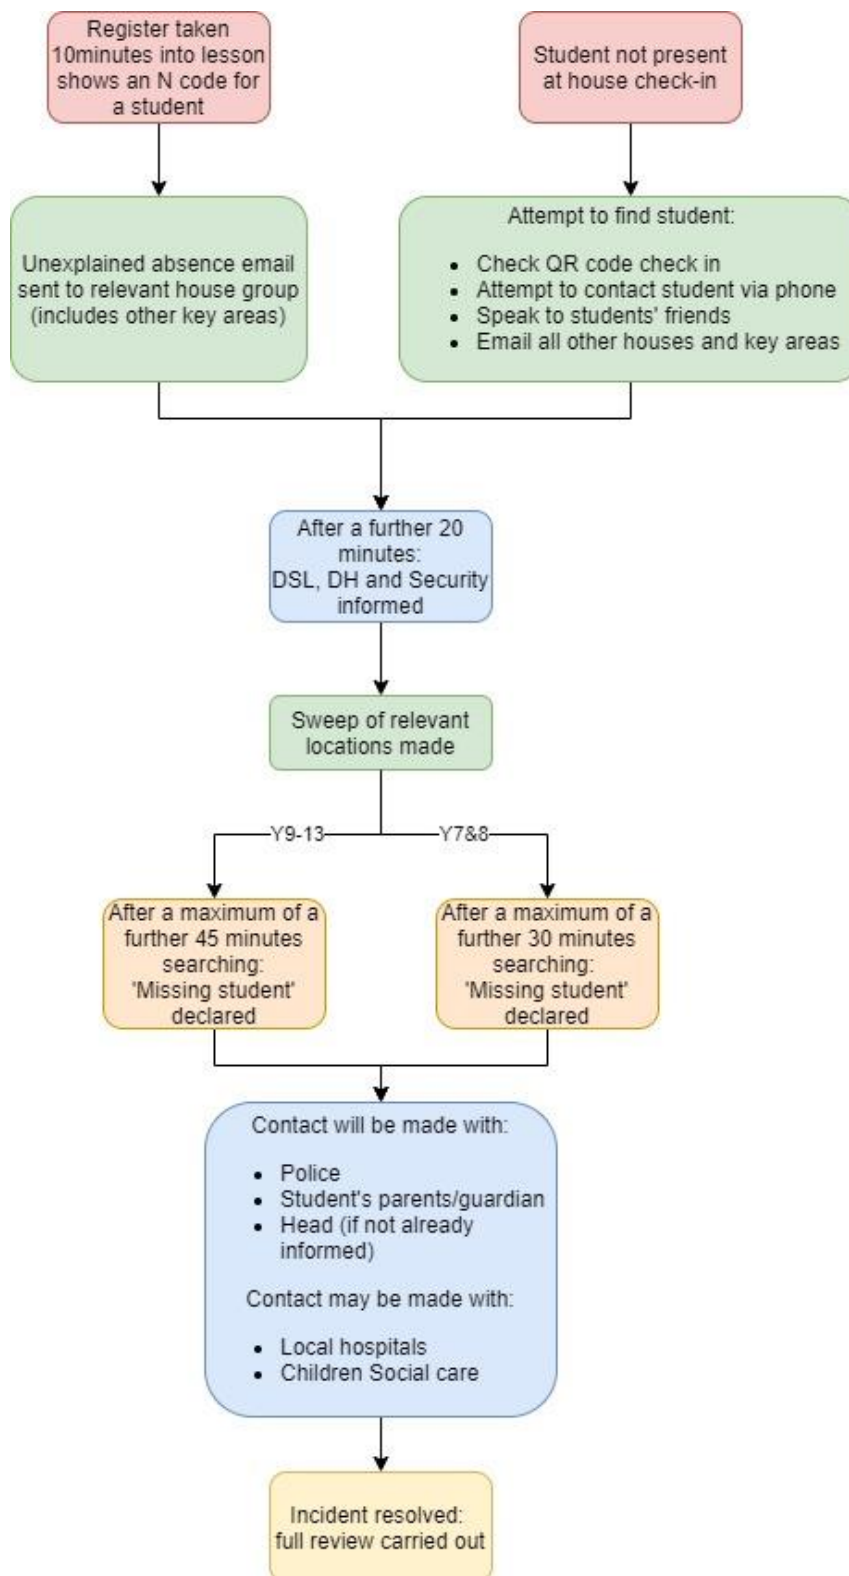 Register taken
10minutes into lesson
shows an N code for
a student
Student not present
at house check-in
Unexplained absence email
sent to relevant house group
(includes other key areas)
Attempt to find student:
• Check QR code check in
• Attempt to contact student via phone
• Speak to students' friends
• Email all other houses and key areas
After a further 20
minutes:
DSL, DH and Security
informed
Sweep of relevant
locations made
Y9-13
Y7&8
After a maximum of a
further 45 minutes
searching:
'Missing student'
declared
After a maximum of a
further 30 minutes
searching:
'Missing student'
declared
Contact will be made with:
• Police
• Student's parents/guardian
• Head (if not already
informed)
Contact may be made with:
• Local hospitals
• Children Social care
Incident resolved:
full review carried out